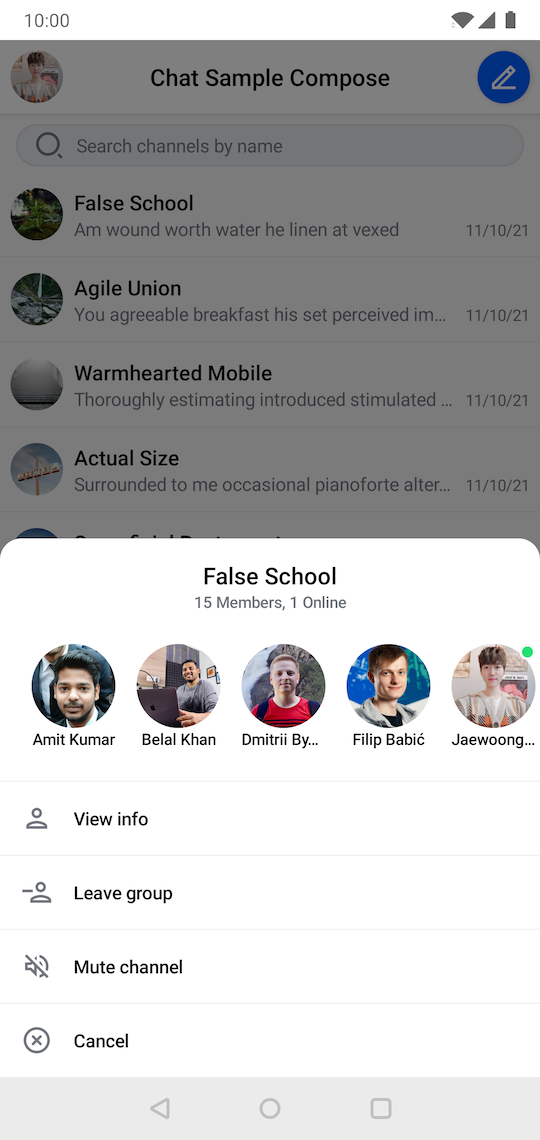 10:00
Chat Sample Compose
Search channels by name
False School
Am wound worth water he linen at vexed 11/10/21
Agile Union
You agreeable breakfast his set perceived im... 11/10/21
Warmhearted Mobile
Thoroughly estimating introduced stimulated ... 11/10/21
Actual Size
Surrounded to me occasional pianoforte alter... 11/10/21
False School
15 Members, 1 Online
Amit Kumar Belal Khan Dmitrii By... Filip Babić Jaewoong...
View info
Leave group
Mute channel
Cancel